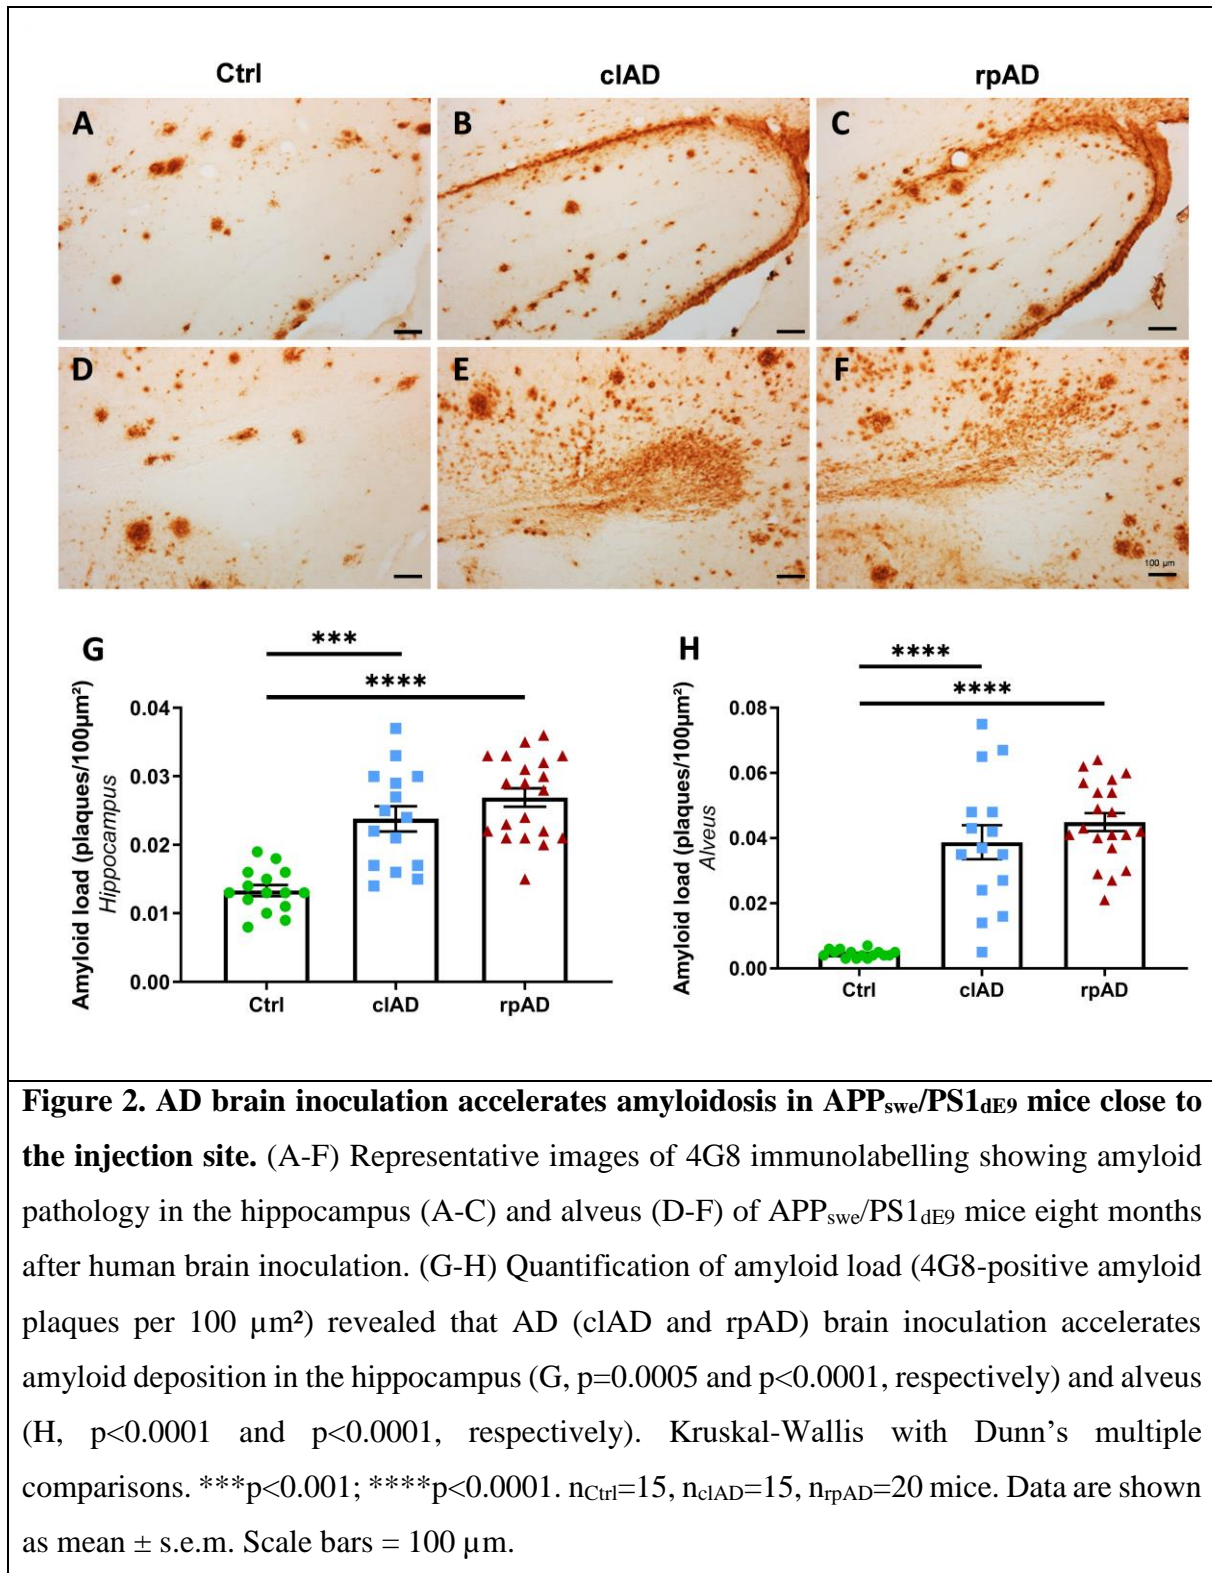 Ctrl clAD rpAD
A B C
D E F
100 µm
G *** ****
H **** ****
Amyloid load (plaques/100µm²)
Hippocampus
0.04
0.03
0.02
0.01
0.00
Ctrl clAD rpAD
Amyloid load (plaques/100µm²)
Alveus
0.08
0.06
0.04
0.02
0.00
Ctrl clAD rpAD
Figure 2. AD brain inoculation accelerates amyloidosis in APPswe/PS1dE9 mice close to
the injection site. (A-F) Representative images of 4G8 immunolabelling showing amyloid
pathology in the hippocampus (A-C) and alveus (D-F) of APPswe/PS1dE9 mice eight months
after human brain inoculation. (G-H) Quantification of amyloid load (4G8-positive amyloid
plaques per 100 µm²) revealed that AD (clAD and rpAD) brain inoculation accelerates
amyloid deposition in the hippocampus (G, p=0.0005 and p<0.0001, respectively) and alveus
(H, p<0.0001 and p<0.0001, respectively). Kruskal-Wallis with Dunn’s multiple
comparisons. ***p<0.001; ****p<0.0001. nCtrl=15, nclAD=15, nrpAD=20 mice. Data are shown
as mean ± s.e.m. Scale bars = 100 µm.